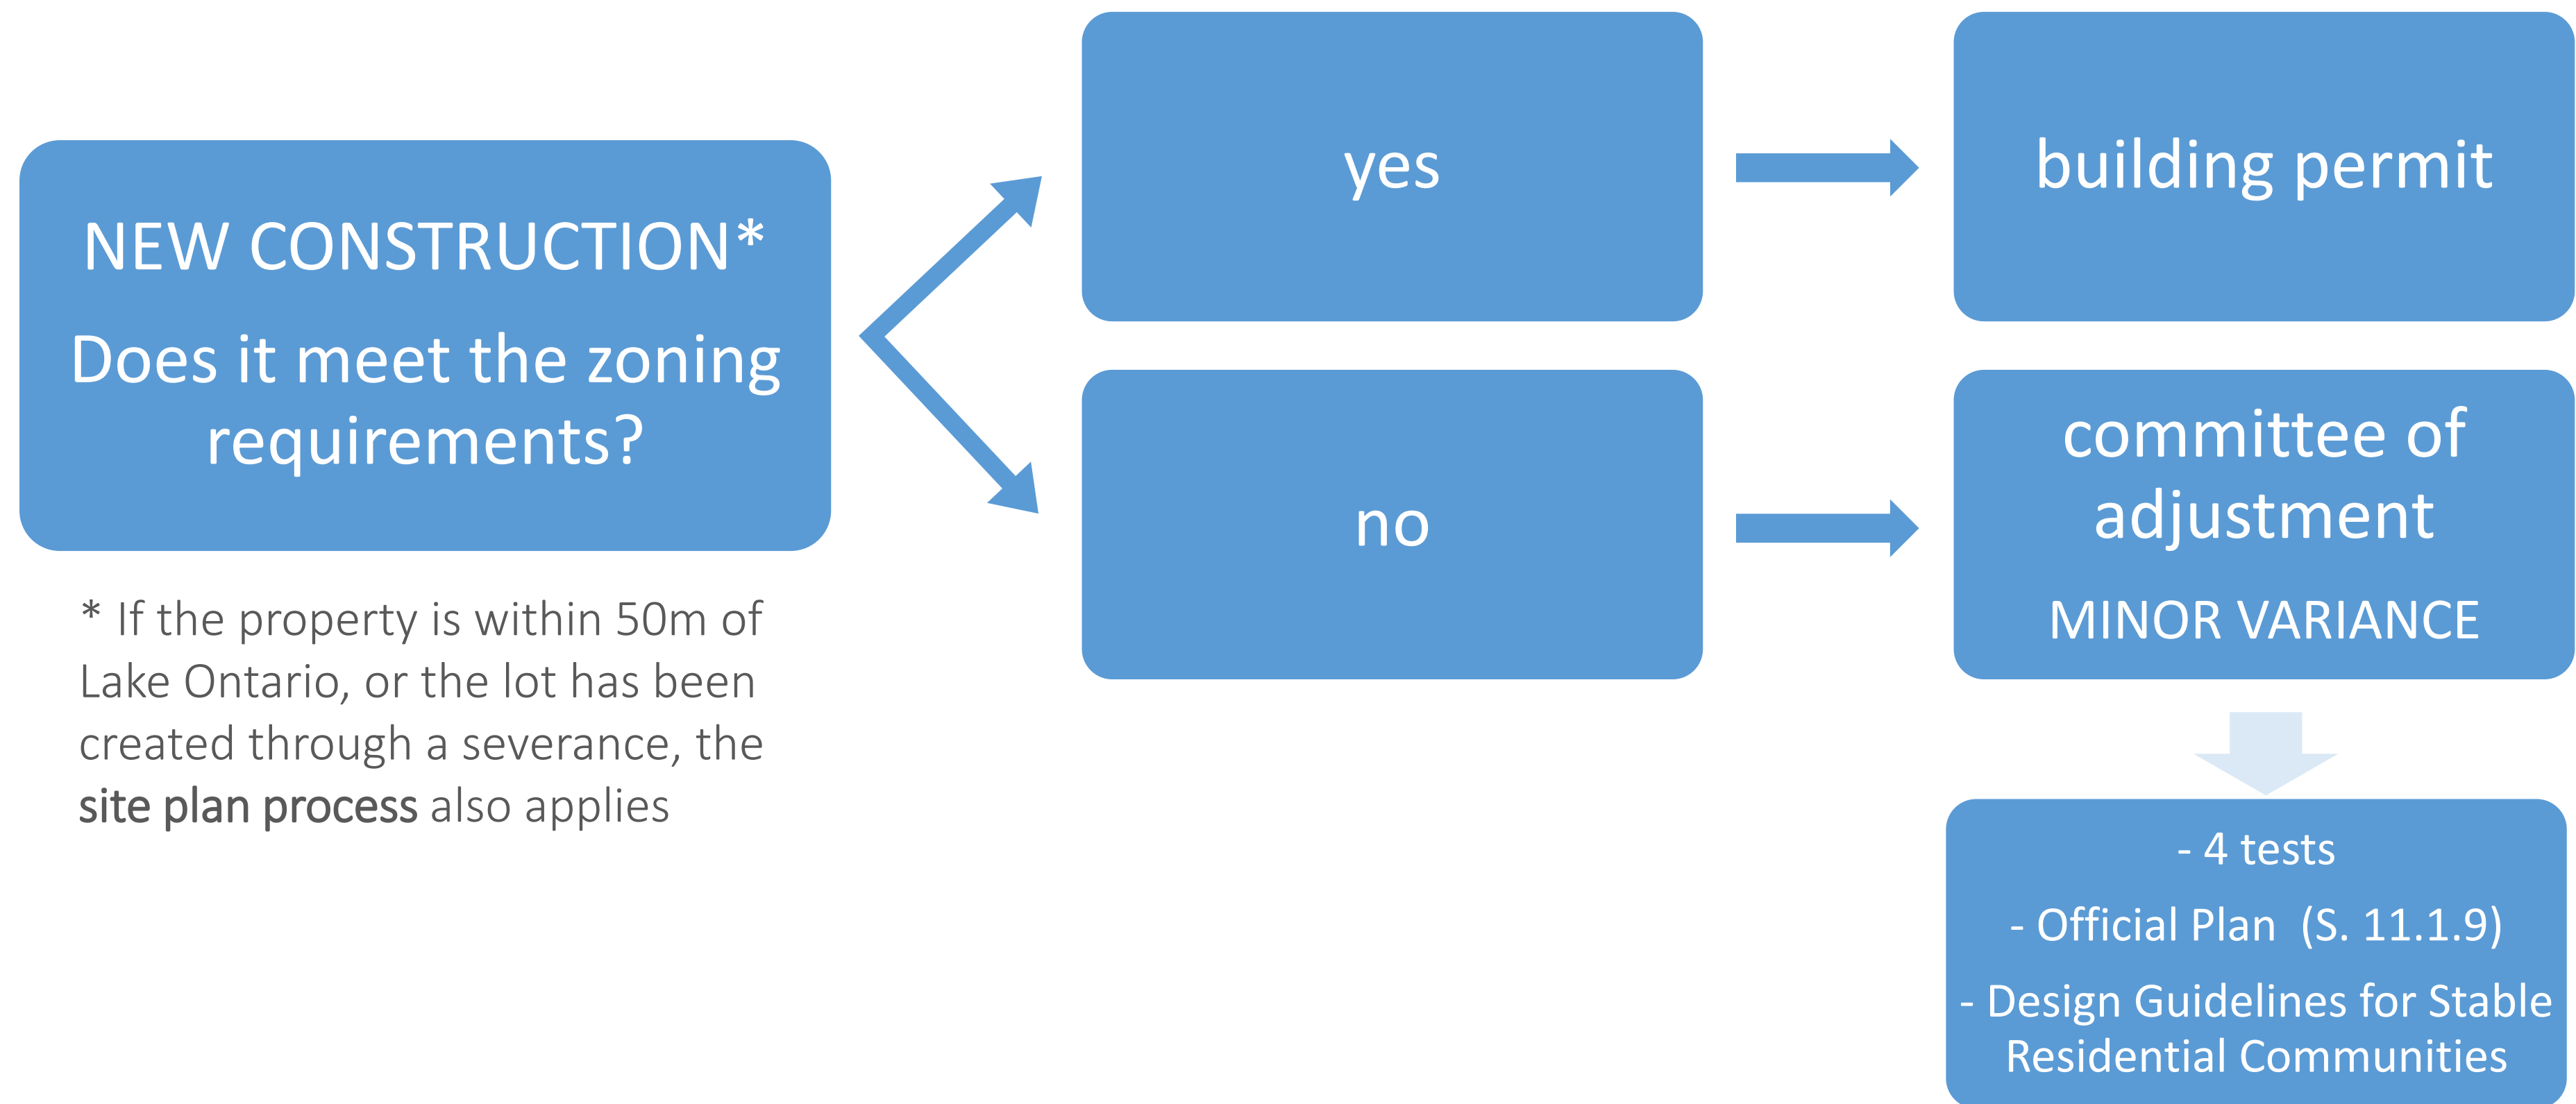 NEW CONSTRUCTION*
Does it meet the zoning
requirements?
* If the property is within 50m of
Lake Ontario, or the lot has been
created through a severance, the
site plan process also applies
yes
building permit
no
committee of
adjustment
MINOR VARIANCE
- 4 tests
- Official Plan  (S. 11.1.9)
- Design Guidelines for Stable
Residential Communities